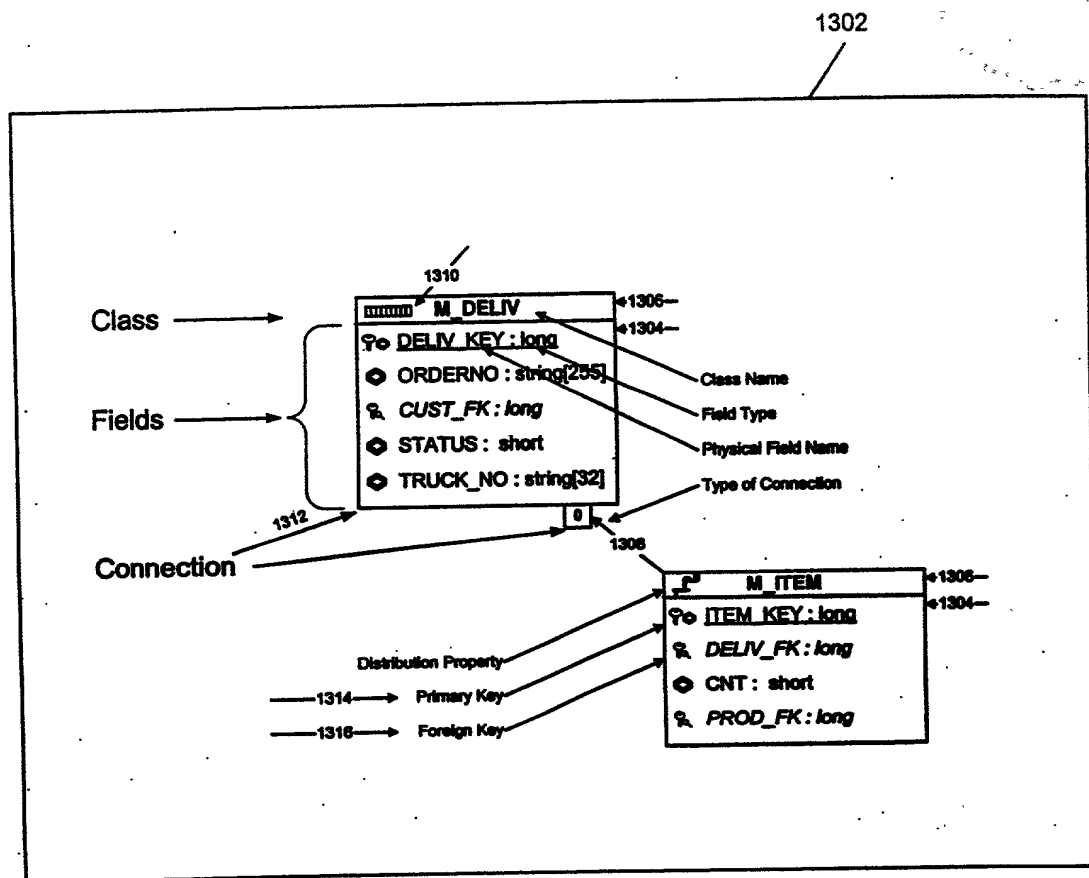 1302
1310
Class
M_DELIV
1306
1304
DELIV_KEY : long
ORDERNO : string[255]
Class Name
Fields
CUST_FK : long
Field Type
STATUS : short
Physical Field Name
TRUCK_NO : string[32]
Type of Connection
1312
0
1308
Connection
M_ITEM
1306
1304
ITEM_KEY : long
Distribution Property
DELIV_FK : long
1314
Primary Key
CNT : short
1316
Foreign Key
PROD_FK : long